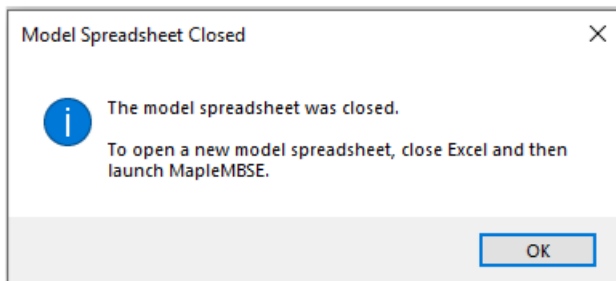 Model Spreadsheet Closed
The model spreadsheet was closed.
To open a new model spreadsheet, close Excel and then
launch MapleMBSE.
OK